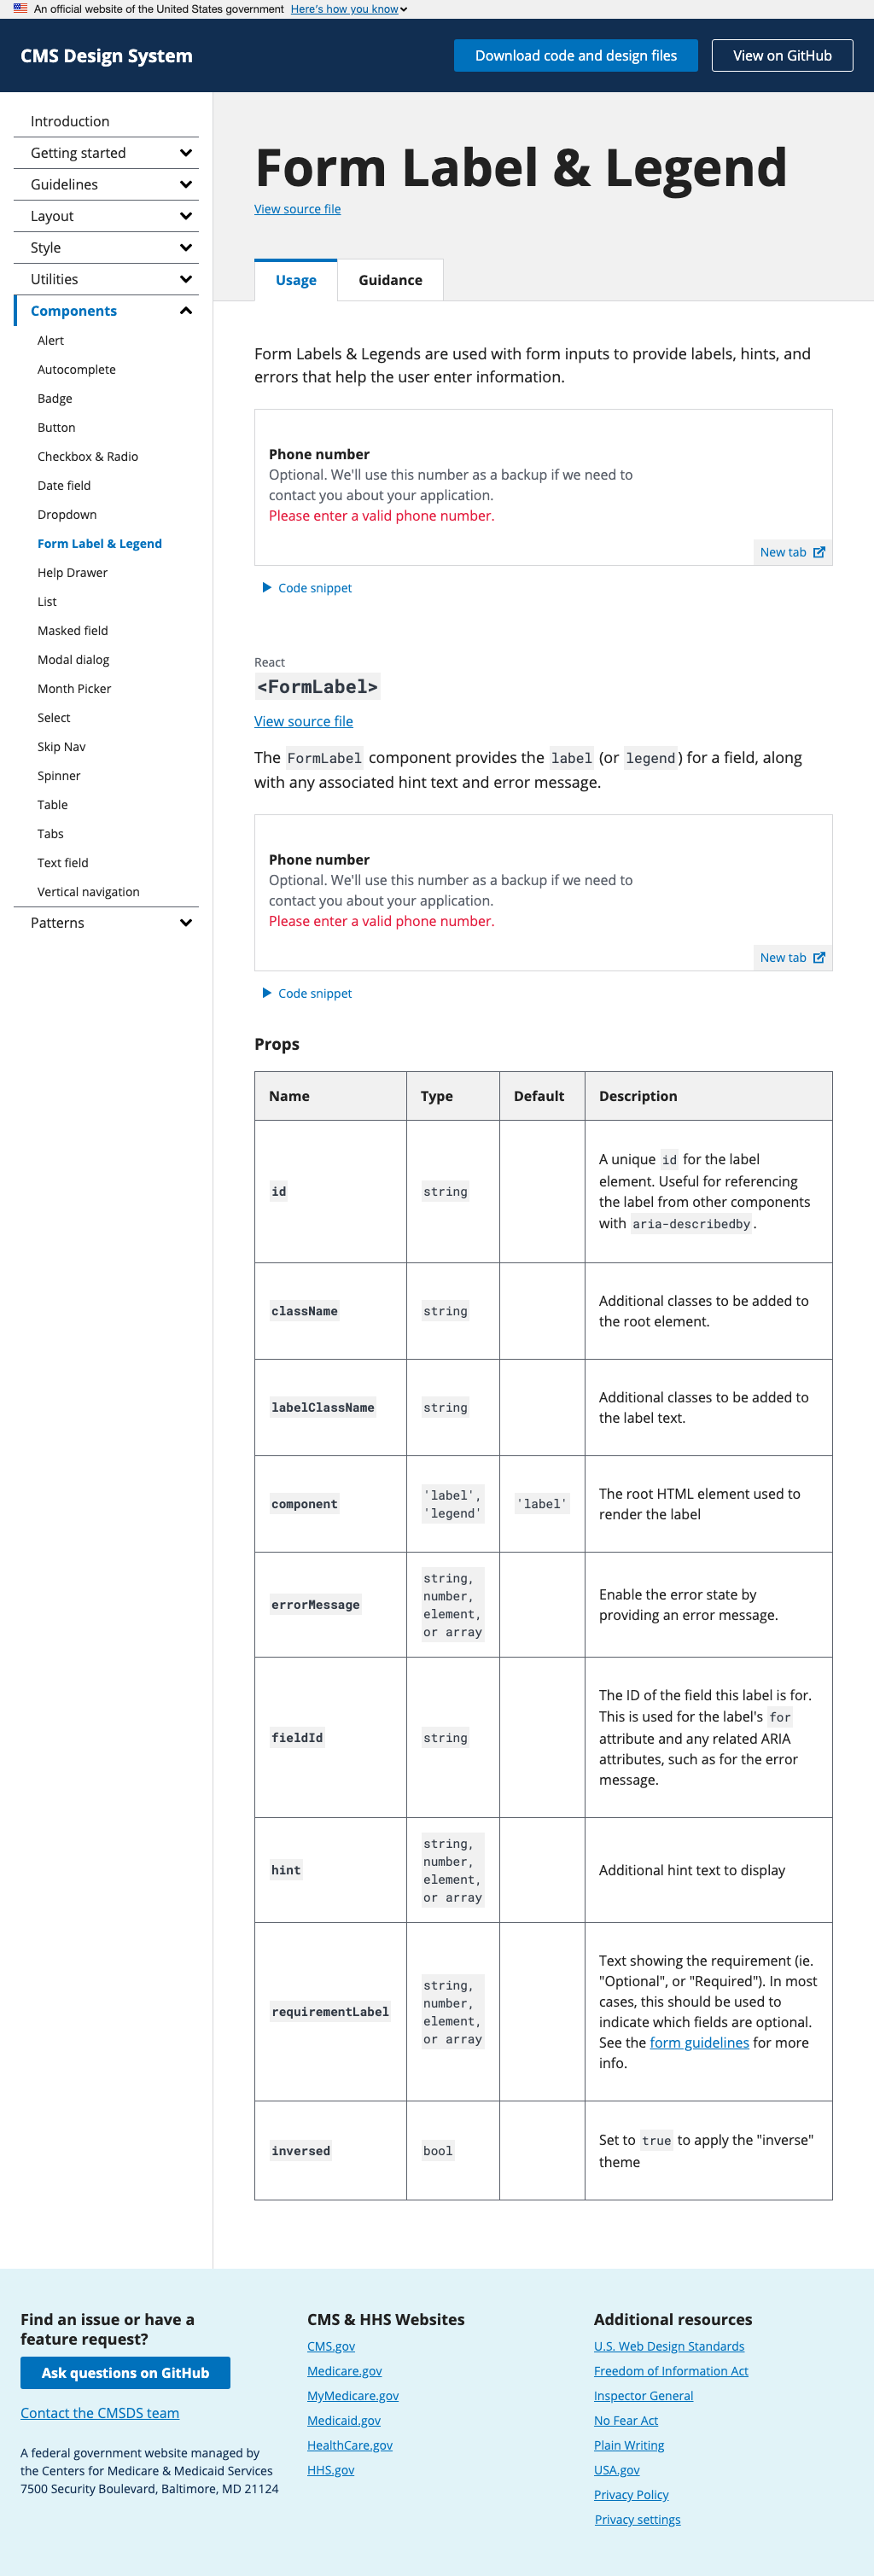 An official website of the United States government Here's how you know
CMS Design System
Download code and design files
View on GitHub
Introduction
Getting started
Guidelines
Layout
Style
Utilities
Components
Alert
Autocomplete
Badge
Button
Checkbox & Radio
Date field
Dropdown
Form Label & Legend
Help Drawer
List
Masked field
Modal dialog
Month Picker
Select
Skip Nav
Spinner
Table
Tabs
Text field
Vertical navigation
Patterns
Form Label & Legend
View source file
Usage
Guidance
Form Labels & Legends are used with form inputs to provide labels, hints, and
errors that help the user enter information.
Phone number
Optional. We'll use this number as a backup if we need to
contact you about your application.
Please enter a valid phone number.
New tab
Code snippet
React
<FormLabel>
View source file
The FormLabel component provides the label (or legend) for a field, along
with any associated hint text and error message.
Phone number
Optional. We'll use this number as a backup if we need to
contact you about your application.
Please enter a valid phone number.
New tab
Code snippet
Props
Name Type Default Description
id
string
A unique id for the label
element. Useful for referencing
the label from other components
with aria-describedby.
className
string
Additional classes to be added to
the root element.
labelClassName
string
Additional classes to be added to
the label text.
component
'label',
'legend'
'label'
The root HTML element used to
render the label
errorMessage
string,
number,
element,
or array
Enable the error state by
providing an error message.
fieldId
string
The ID of the field this label is for.
This is used for the label's for
attribute and any related ARIA
attributes, such as for the error
message.
hint
string,
number,
element,
or array
Additional hint text to display
requirementLabel
string,
number,
element,
or array
Text showing the requirement (ie.
"Optional", or "Required"). In most
cases, this should be used to
indicate which fields are optional.
See the form guidelines for more
info.
inversed
bool
Set to true to apply the "inverse"
theme
Find an issue or have a
feature request?
Ask questions on GitHub
Contact the CMSDS team
A federal government website managed by
the Centers for Medicare & Medicaid Services
7500 Security Boulevard, Baltimore, MD 21124
CMS & HHS Websites
CMS.gov
Medicare.gov
MyMedicare.gov
Medicaid.gov
HealthCare.gov
HHS.gov
Additional resources
U.S. Web Design Standards
Freedom of Information Act
Inspector General
No Fear Act
Plain Writing
USA.gov
Privacy Policy
Privacy settings